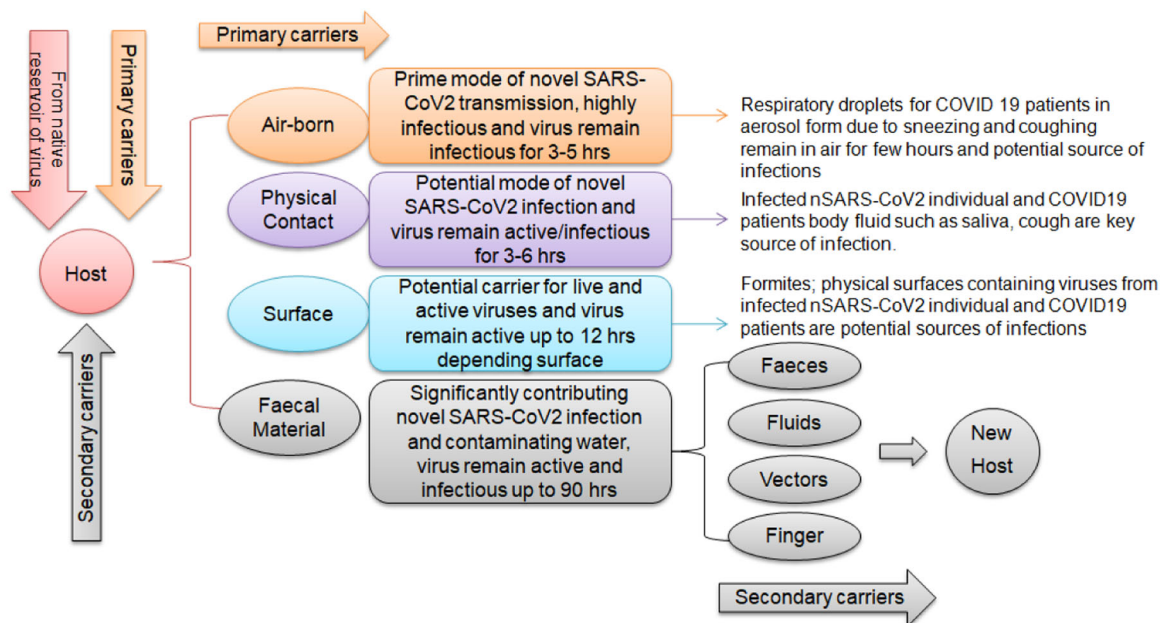 From native
reservoir of virus
Primary carriers
Primary carriers
Host
Secondary carriers
Air-born
Prime mode of novel SARS-
CoV2 transmission, highly
infectious and virus remain
infectious for 3-5 hrs
Respiratory droplets for COVID 19 patients in
aerosol form due to sneezing and coughing
remain in air for few hours and potential source of
infections
Physical
Contact
Potential mode of novel
SARS-CoV2 infection and
virus remain active/infectious
for 3-6 hrs
Infected nSARS-CoV2 individual and COVID19
patients body fluid such as saliva, cough are key
source of infection.
Surface
Potential carrier for live and
active viruses and virus
remain active up to 12 hrs
depending surface
Formites; physical surfaces containing viruses from
infected nSARS-CoV2 individual and COVID19
patients are potential sources of infections
Faecal
Material
Significantly contributing
novel SARS-CoV2 infection
and contaminating water,
virus remain active and
infectious up to 90 hrs
Faeces
Fluids
Vectors
Finger
New
Host
Secondary carriers